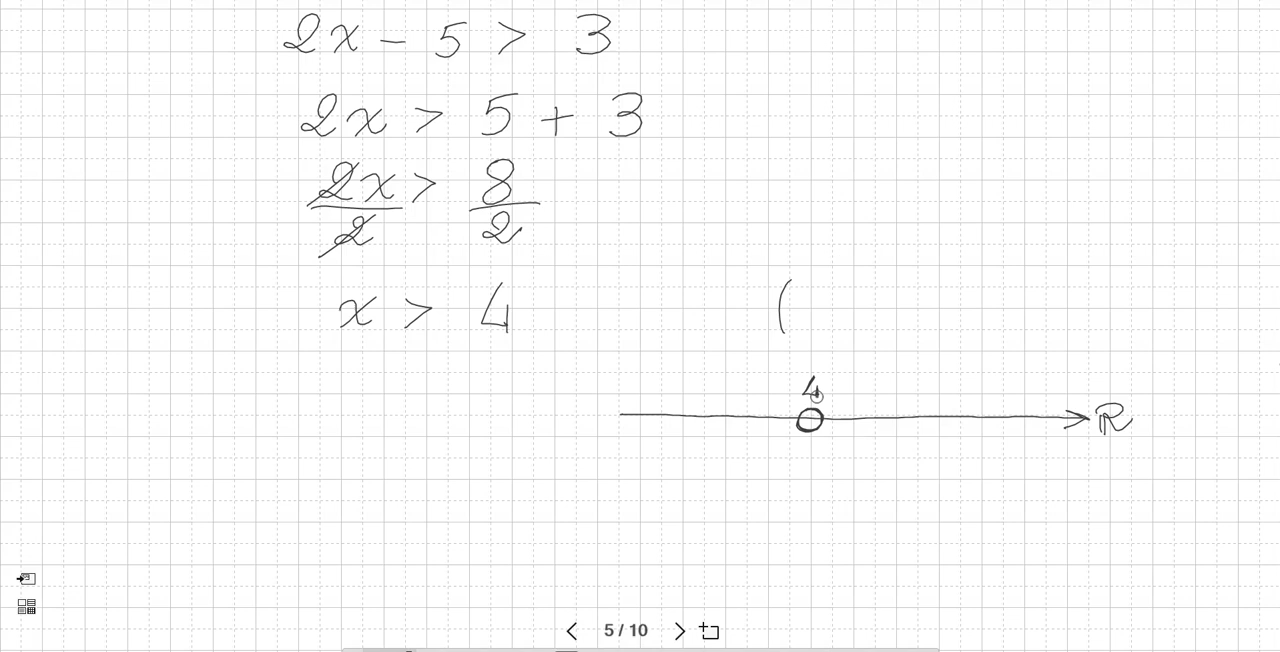 2x - 5 > 3
2x > 5 + 3
2x/2 > 8/2
x > 4 (
4
ℝ
5 / 10